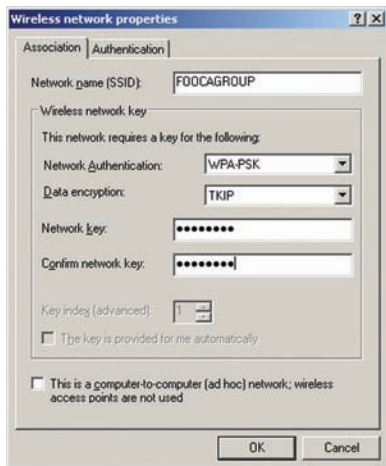 Wireless network properties
Association Authentication
Network name (SSID): FOOCAGROUP
Wireless network key
This network requires a key for the following:
Network Authentication: WPA-PSK
Data encryption: TKIP
Network key: ●●●●●●●●
Confirm network key: ●●●●●●●●
Key index (advanced): 1
The key is provided for me automatically
This is a computer-to-computer (ad hoc) network; wireless
access points are not used
OK Cancel